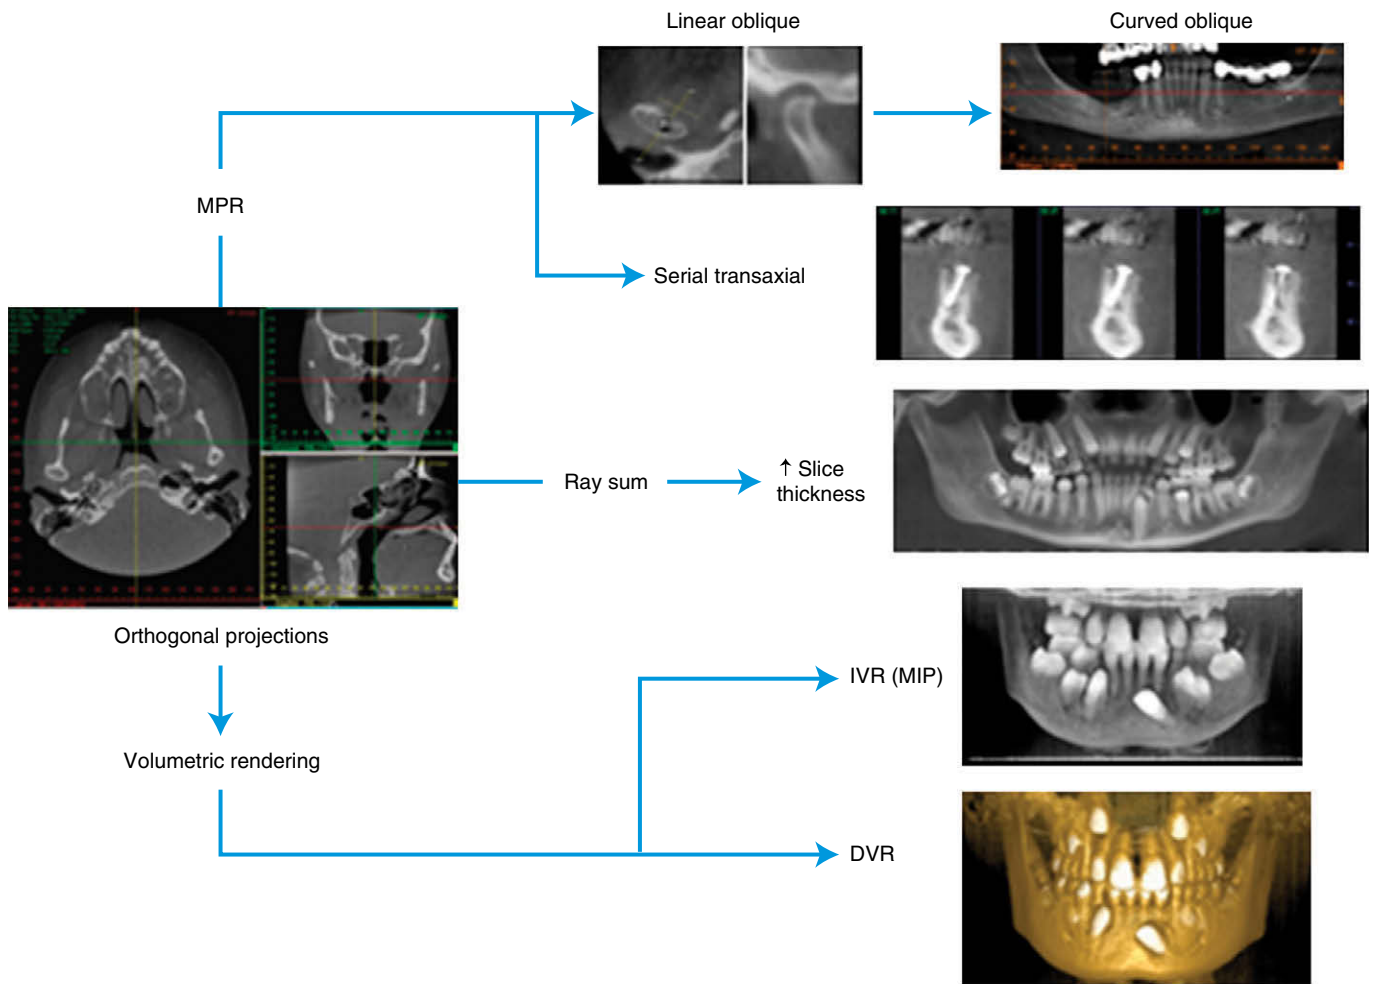 Linear oblique
Curved oblique
MPR
Serial transaxial
Ray sum
↑ Slice
thickness
Orthogonal projections
IVR (MIP)
Volumetric rendering
DVR